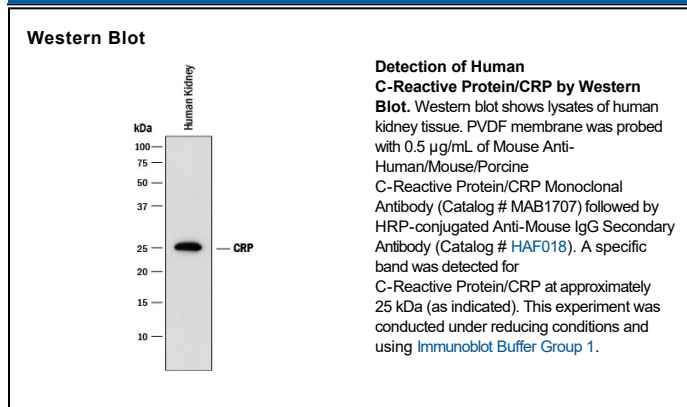 Western Blot
Human Kidney
kDa
100
75
50
37
25
CRP
20
15
10
Detection of Human
C-Reactive Protein/CRP by Western
Blot. Western blot shows lysates of human
kidney tissue. PVDF membrane was probed
with 0.5 µg/mL of Mouse Anti-
Human/Mouse/Porcine
C-Reactive Protein/CRP Monoclonal
Antibody (Catalog # MAB1707) followed by
HRP-conjugated Anti-Mouse IgG Secondary
Antibody (Catalog # HAF018). A specific
band was detected for
C-Reactive Protein/CRP at approximately
25 kDa (as indicated). This experiment was
conducted under reducing conditions and
using Immunoblot Buffer Group 1.